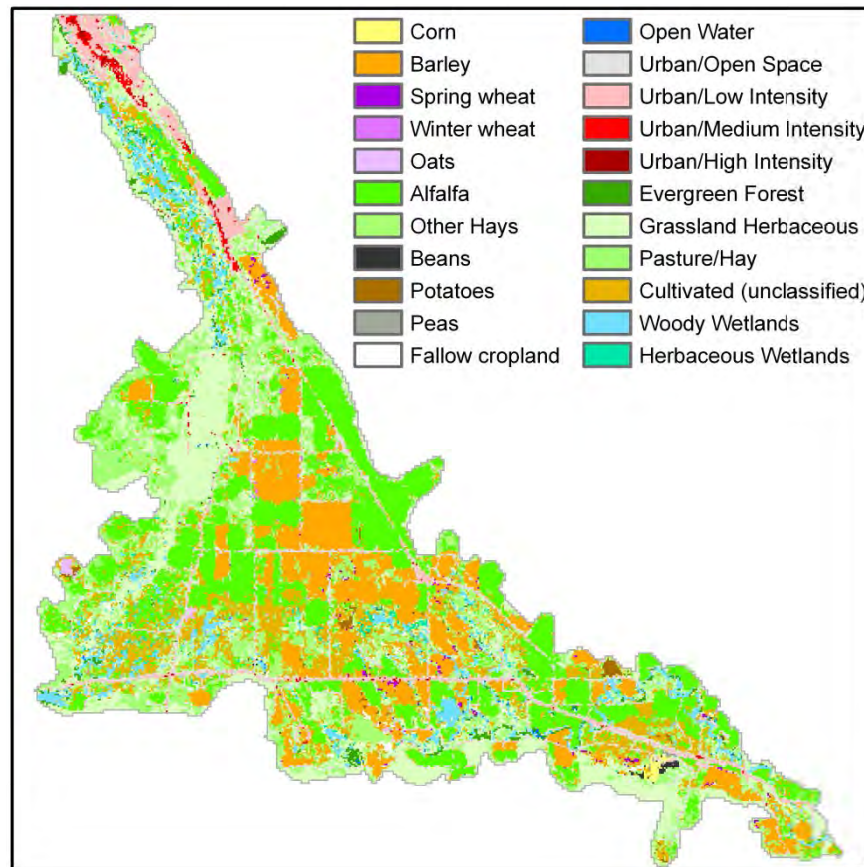 Corn
Barley
Spring wheat
Winter wheat
Oats
Alfalfa
Other Hays
Beans
Potatoes
Peas
Fallow cropland
Open Water
Urban/Open Space
Urban/Low Intensity
Urban/Medium Intensity
Urban/High Intensity
Evergreen Forest
Grassland Herbaceous
Pasture/Hay
Cultivated (unclassified)
Woody Wetlands
Herbaceous Wetlands